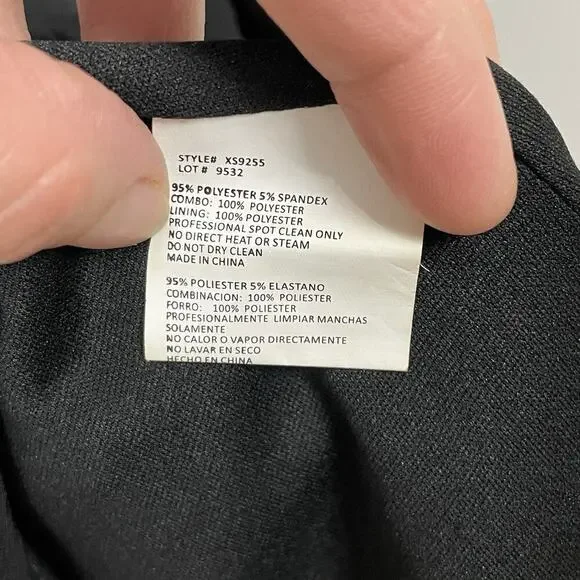 STYLE# XS9255
LOT # 9532
95% POLYESTER 5% SPANDEX
COMBO: 100% POLYESTER
LINING: 100% POLYESTER
PROFESSIONAL SPOT CLEAN ONLY
NO DIRECT HEAT OR STEAM
DO NOT DRY CLEAN
MADE IN CHINA
95% POLIESTER 5% ELASTANO
COMBINACION: 100% POLIESTER
FORRO: 100% POLIESTER
PROFESIONALMENTE LIMPIAR MANCHAS
SOLAMENTE
NO CALOR O VAPOR DIRECTAMENTE
NO LAVAR EN SECO
HECHO EN CHINA